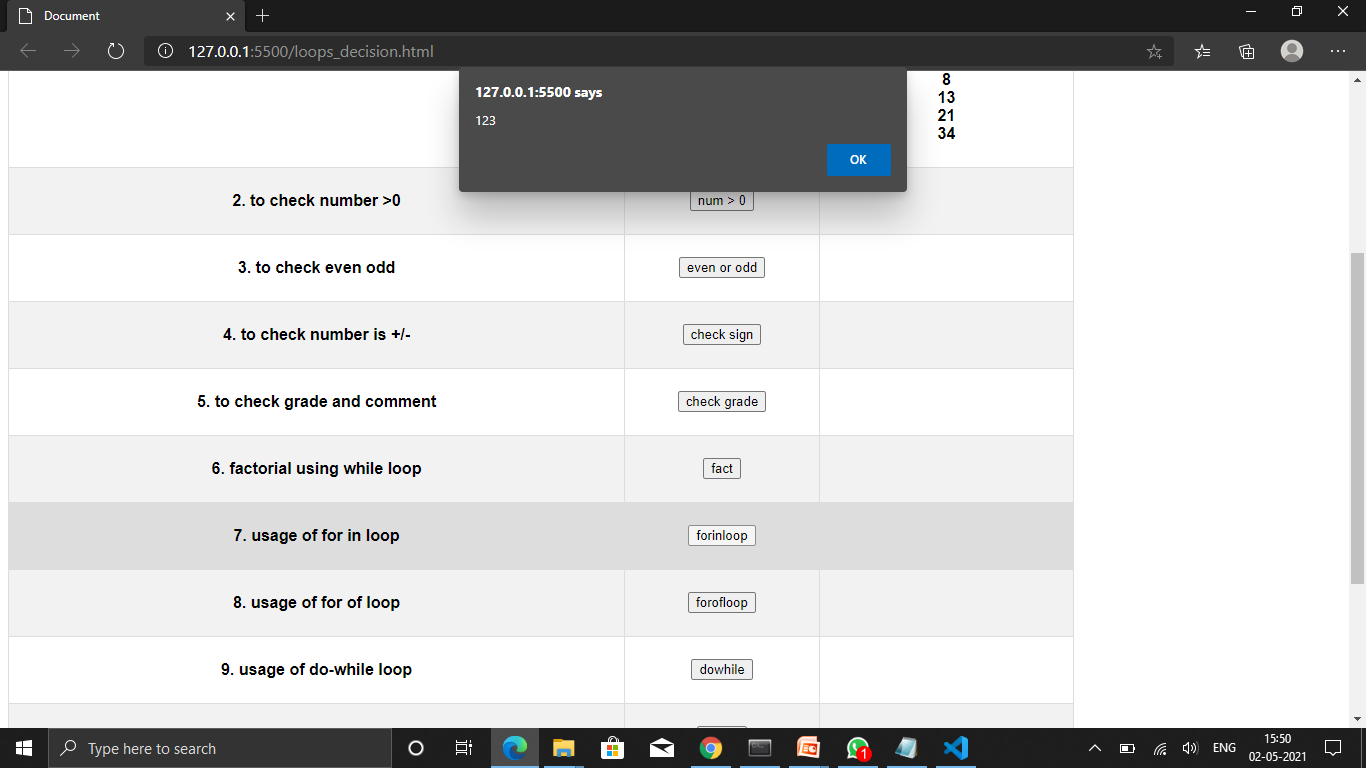 Document
127.0.0.1:5500/loops_decision.html
127.0.0.1:5500 says
123
OK
8
13
21
34
2. to check number >0
num > 0
3. to check even odd
even or odd
4. to check number is +/-
check sign
5. to check grade and comment
check grade
6. factorial using while loop
fact
7. usage of for in loop
forinloop
8. usage of for of loop
forofloop
9. usage of do-while loop
dowhile
Type here to search
1
ENG
15:50
02-05-2021